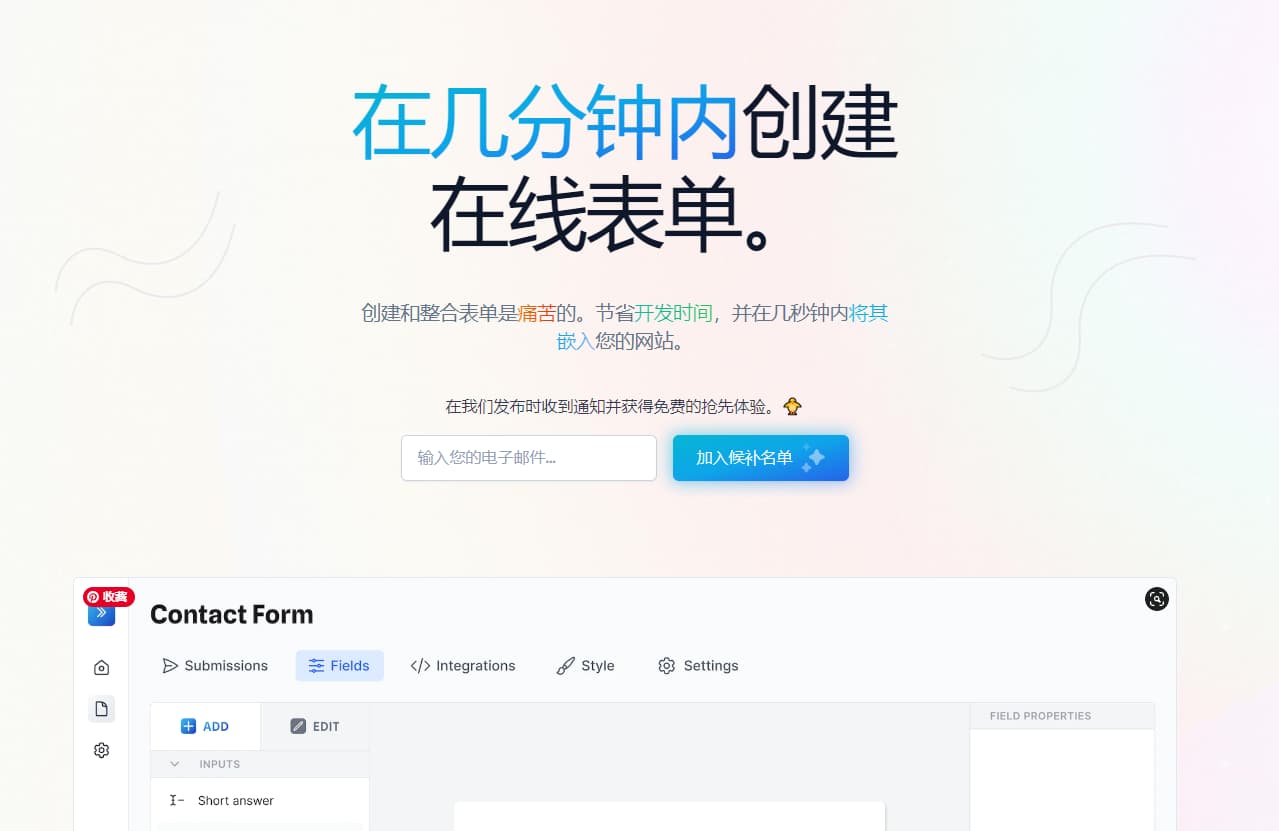 在几分钟内创建
在线表单。
创建和整合表单是痛苦的。节省开发时间，并在几秒钟内将其
嵌入您的网站。
在我们发布时收到通知并获得免费的抢先体验。
输入您的电子邮件...
加入候补名单
收藏
Contact Form
Submissions
Fields
Integrations
Style
Settings
ADD
EDIT
FIELD PROPERTIES
INPUTS
Short answer